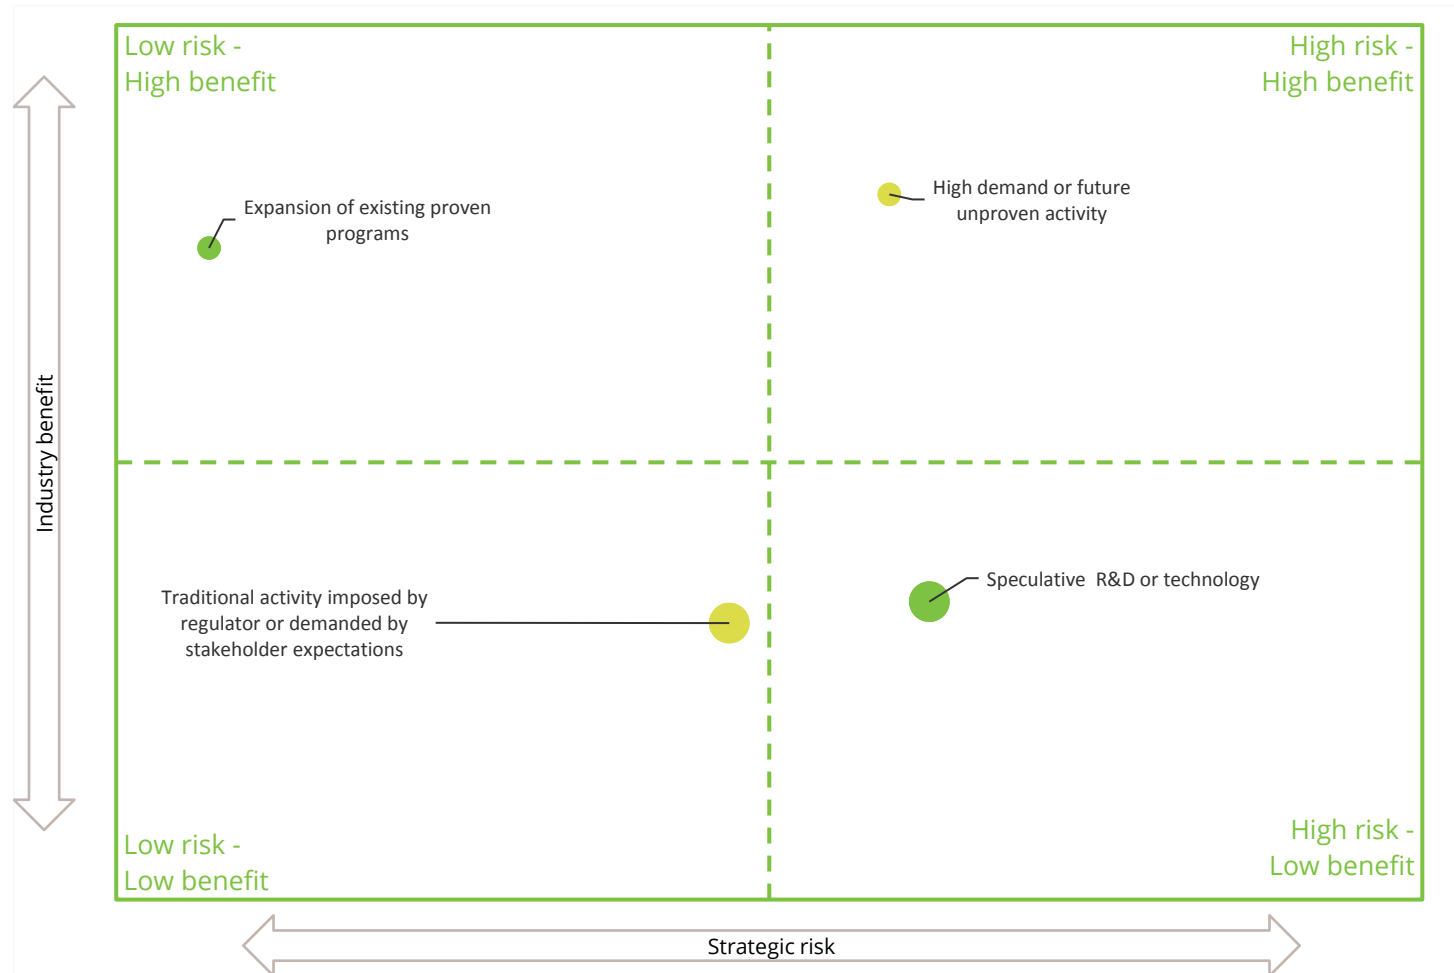 Low risk -
High benefit
High risk -
High benefit
Expansion of existing proven
programs
High demand or future
unproven activity
Industry benefit
Traditional activity imposed by
regulator or demanded by
stakeholder expectations
Speculative  R&D or technology
Low risk -
Low benefit
High risk -
Low benefit
Strategic risk